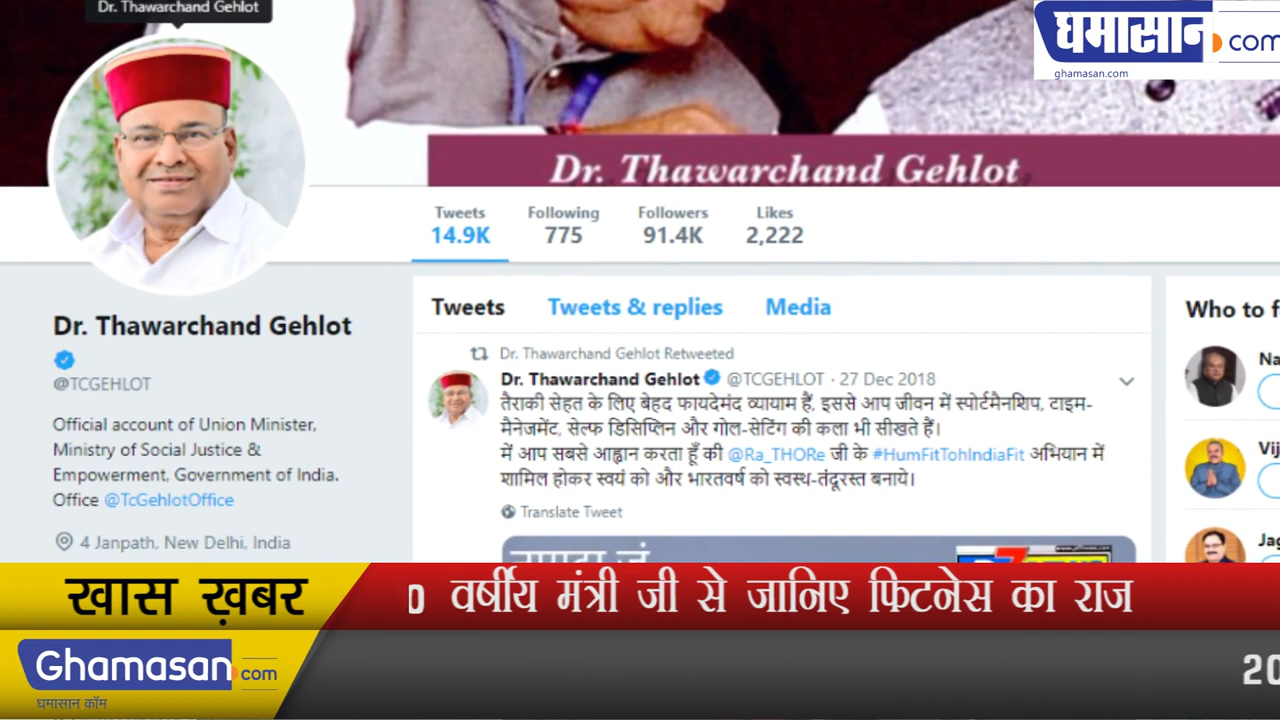 Dr. Thawarchand Gehlot
घमासान.com
ghamasan.com
Dr. Thawarchand Gehlot
Tweets Following Followers Likes
14.9K 775 91.4K 2,222
Dr. Thawarchand Gehlot
@TCGEHLOT
Official account of Union Minister,
Ministry of Social Justice &
Empowerment, Government of India.
Office @TcGehlotOffice
4 Janpath, New Delhi, India
Tweets Tweets & replies Media
Dr. Thawarchand Gehlot Retweeted
Dr. Thawarchand Gehlot @TCGEHLOT · 27 Dec 2018
तैराकी सेहत के लिए बेहद फायदेमंद व्यायाम हैं, इससे आप जीवन में स्पोर्टमैनशिप, टाइम-
मैनेजमेंट, सेल्फ डिसिप्लिन और गोल-सेटिंग की कला भी सीखते हैं।
में आप सबसे आह्वान करता हूँ की @Ra_THORe जी के #HumFitTohIndiaFit अभियान में
शामिल होकर स्वयं को और भारतवर्ष को स्वस्थ-तंदूरस्त बनाये।
Translate Tweet
Who to f
Na
Vij
Jag
खास ख़बर
0 वर्षीय मंत्री जी से जानिए फिटनेस का राज
Ghamasan.com
घमासान कॉम
20